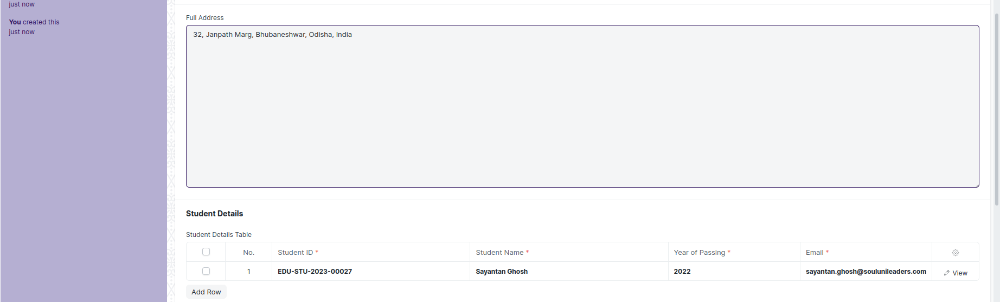 just now
You created this
just now
Full Address
32, Janpath Marg, Bhubaneshwar, Odisha, India
Student Details
Student Details Table
No. Student ID * Student Name * Year of Passing * Email *
1 EDU-STU-2023-00027 Sayantan Ghosh 2022 sayantan.ghosh@soulunileaders.com View
Add Row